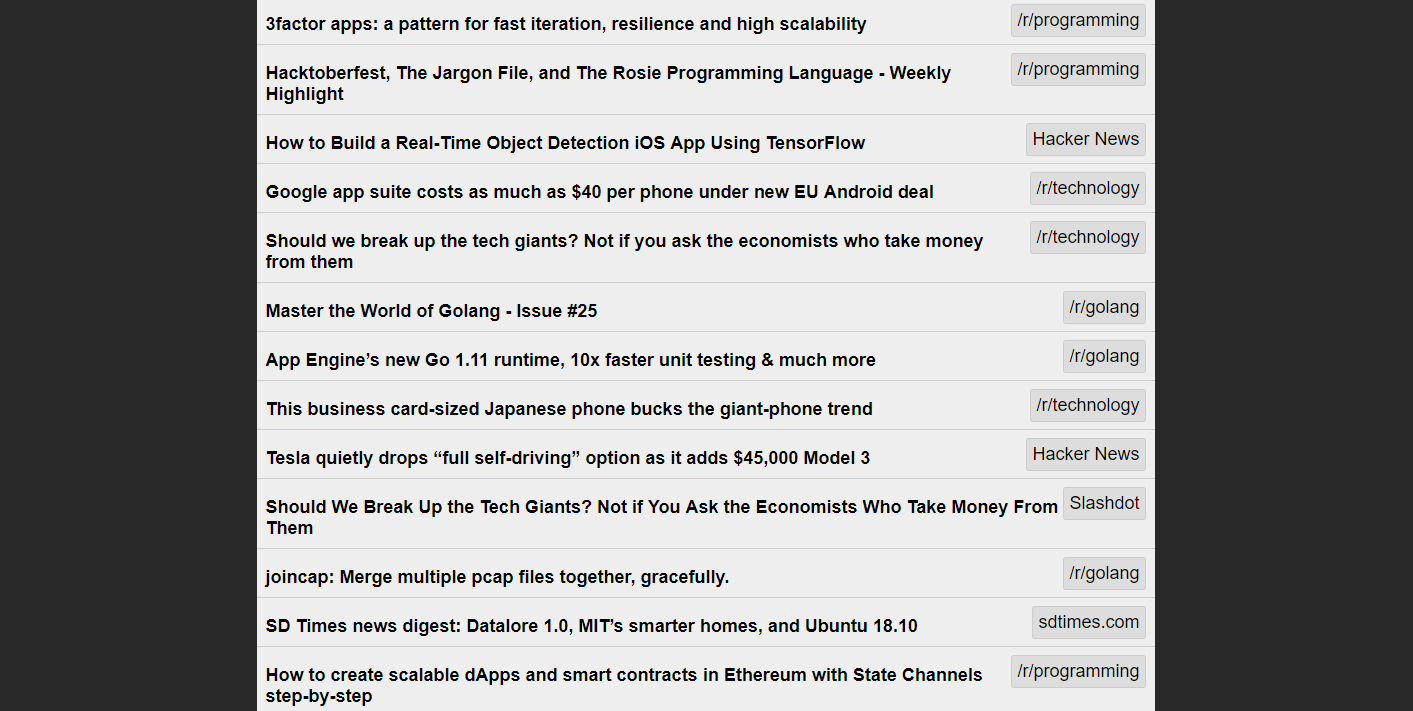 3factor apps: a pattern for fast iteration, resilience and high scalability /r/programming
Hacktoberfest, The Jargon File, and The Rosie Programming Language - Weekly /r/programming
Highlight
How to Build a Real-Time Object Detection iOS App Using TensorFlow Hacker News
Google app suite costs as much as $40 per phone under new EU Android deal /r/technology
Should we break up the tech giants? Not if you ask the economists who take money /r/technology
from them
Master the World of Golang - Issue #25 /r/golang
App Engine’s new Go 1.11 runtime, 10x faster unit testing & much more /r/golang
This business card-sized Japanese phone bucks the giant-phone trend /r/technology
Tesla quietly drops “full self-driving” option as it adds $45,000 Model 3 Hacker News
Should We Break Up the Tech Giants? Not if You Ask the Economists Who Take Money From Slashdot
Them
joincap: Merge multiple pcap files together, gracefully. /r/golang
SD Times news digest: Datalore 1.0, MIT’s smarter homes, and Ubuntu 18.10 sdtimes.com
How to create scalable dApps and smart contracts in Ethereum with State Channels /r/programming
step-by-step